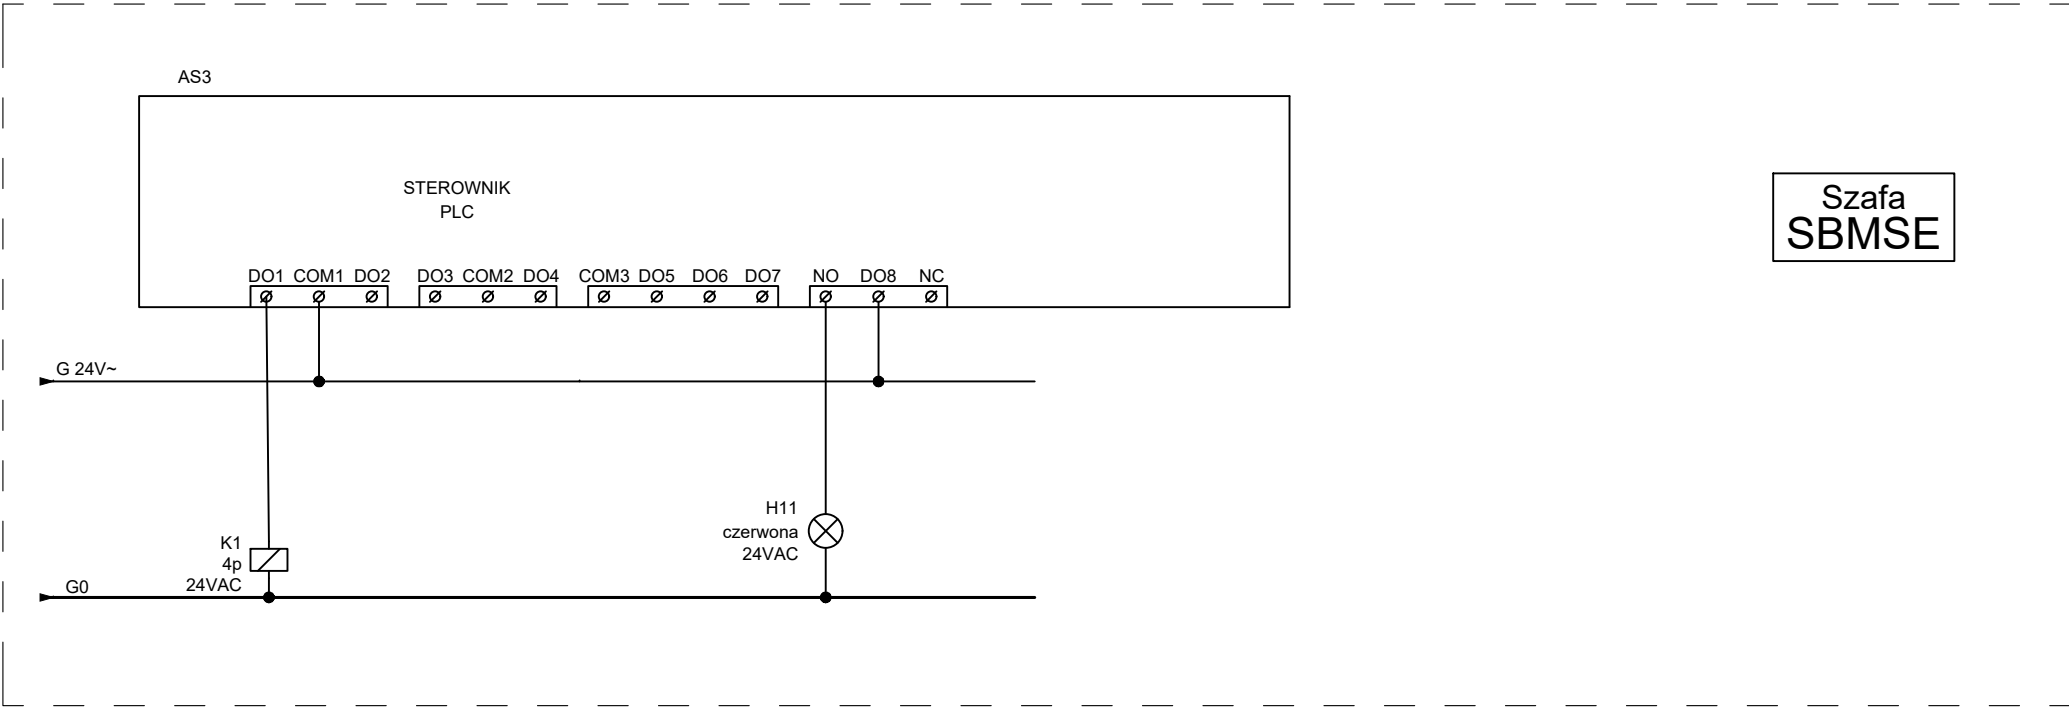 AS3
STEROWNIK
PLC
Szafa
SBMSE
DO1 COM1 DO2 DO3 COM2 DO4 COM3 DO5 DO6 DO7 NO DO8 NC
G 24V~
H11
czerwona
24VAC
K1
4p
24VAC
G0